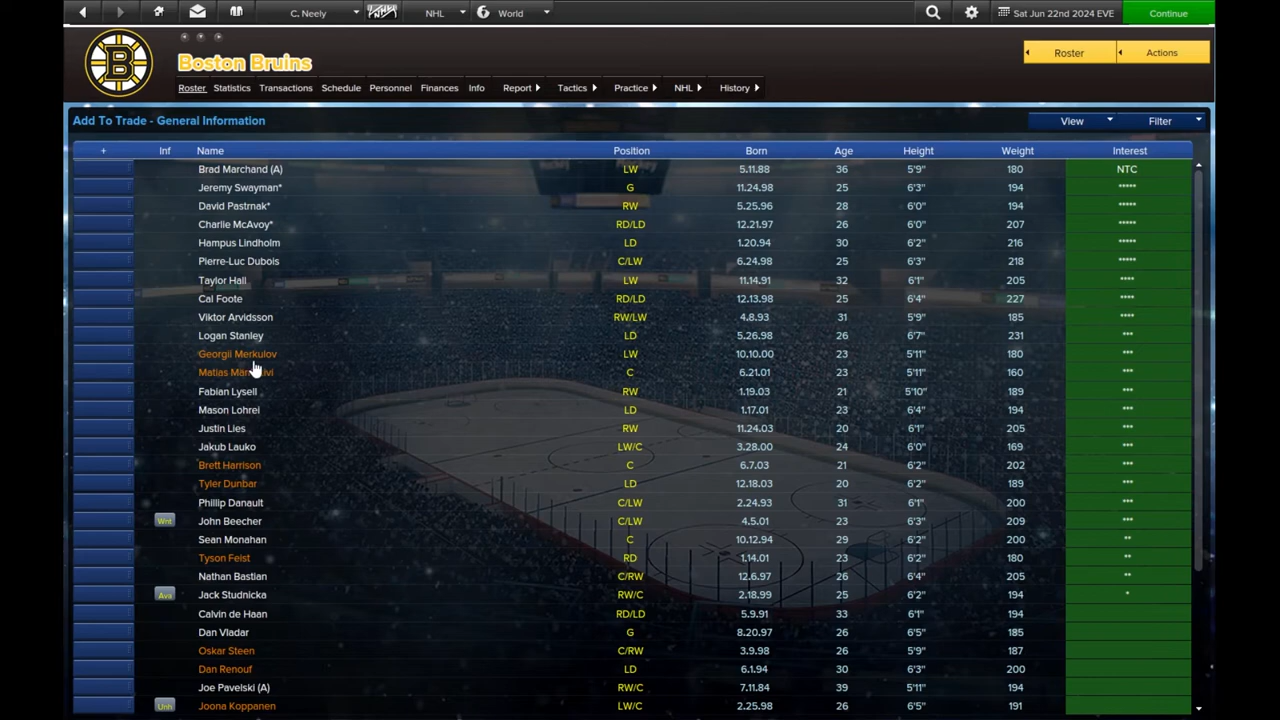 C. Neely NHL World Sat Jun 22nd 2024 EVE Continue
Boston Bruins
Roster Actions
Roster Statistics Transactions Schedule Personnel Finances Info Report Tactics Practice NHL History
Add To Trade - General Information View Filter
+ Inf Name Position Born Age Height Weight Interest
Brad Marchand (A) LW 5.11.88 36 5'9" 180 NTC
Jeremy Swayman* G 11.24.98 25 6'3" 194 *****
David Pastrnak* RW 5.25.96 28 6'0" 194 *****
Charlie McAvoy* RD/LD 12.21.97 26 6'0" 207 *****
Hampus Lindholm LD 1.20.94 30 6'2" 216 *****
Pierre-Luc Dubois C/LW 6.24.98 25 6'3" 218 *****
Taylor Hall LW 11.14.91 32 6'1" 205 ****
Cal Foote RD/LD 12.13.98 25 6'4" 227 ****
Viktor Arvidsson RW/LW 4.8.93 31 5'9" 185 ****
Logan Stanley LD 5.26.98 26 6'7" 231 ***
Georgii Merkulov LW 10.10.00 23 5'11" 180 ***
Matias C 6.21.01 23 5'11" 160 ***
Fabian Lysell RW 1.19.03 21 5'10" 189 ***
Mason Lohrei LD 1.17.01 23 6'4" 194 ***
Justin Lies RW 11.24.03 20 6'1" 205 ***
Jakub Lauko LW/C 3.28.00 24 6'0" 169 ***
Brett Harrison C 6.7.03 21 6'2" 202 ***
Tyler Dunbar LD 12.18.03 20 6'2" 189 ***
Phillip Danault C/LW 2.24.93 31 6'1" 200 ***
Wnt John Beecher C/LW 4.5.01 23 6'3" 209 ***
Sean Monahan C 10.12.94 29 6'2" 200 **
Tyson Feist RD 1.14.01 23 6'2" 180 **
Nathan Bastian C/RW 12.6.97 26 6'4" 205 **
Ava Jack Studnicka RW/C 2.18.99 25 6'2" 194 *
Calvin de Haan RD/LD 5.9.91 33 6'1" 194
Dan Vladar G 8.20.97 26 6'5" 185
Oskar Steen C/RW 3.9.98 26 5'9" 187
Dan Renouf LD 6.1.94 30 6'3" 200
Joe Pavelski (A) RW/C 7.11.84 39 5'11" 194
Unh Joona Koppanen LW/C 2.25.98 26 6'5" 191